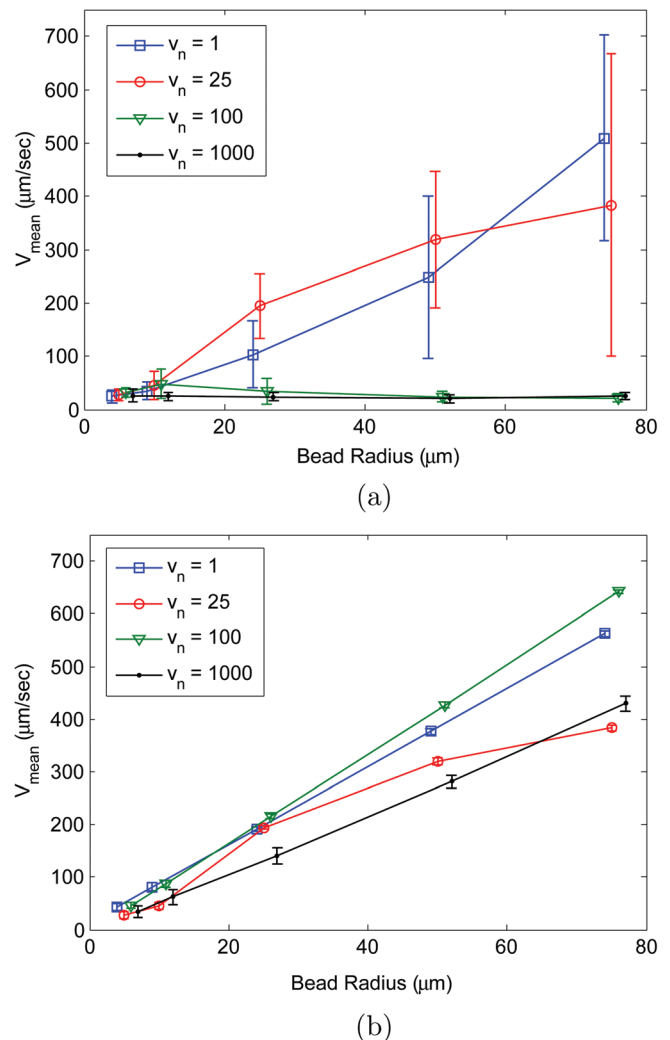 700
600
500
400
300
200
100
0
V_mean (μm/sec)
v_n = 1
v_n = 25
v_n = 100
v_n = 1000
0 20 40 60 80
Bead Radius (μm)
(a)
700
600
500
400
300
200
100
0
V_mean (μm/sec)
v_n = 1
v_n = 25
v_n = 100
v_n = 1000
0 20 40 60 80
Bead Radius (μm)
(b)